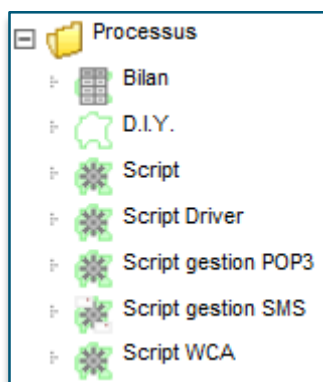 Processus
Bilan
D.I.Y.
Script
Script Driver
Script gestion POP3
Script gestion SMS
Script WCA